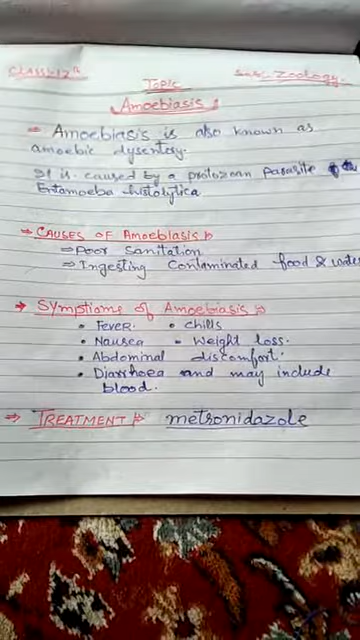 CLASS-12th
Sub:- Zoology.
Topic
Amoebiasis
⇒ Amoebiasis is also known as
amoebic dysentery.
It is caused by a protozoan parasite
Entamoeba histolytica
→ CAUSES OF Amoebiasis
⇒ Poor sanitation
⇒ Ingesting contaminated food & water
→ Symptioms of Amoebiasis
• Fever. • chills
• Nausea • Weight loss.
• Abdominal discomfort.
• Diarrhoea and may include
blood.
⇒ TREATMENT metronidazole